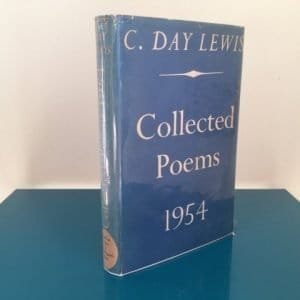 C. DAY LEWIS
Collected
Poems
1954